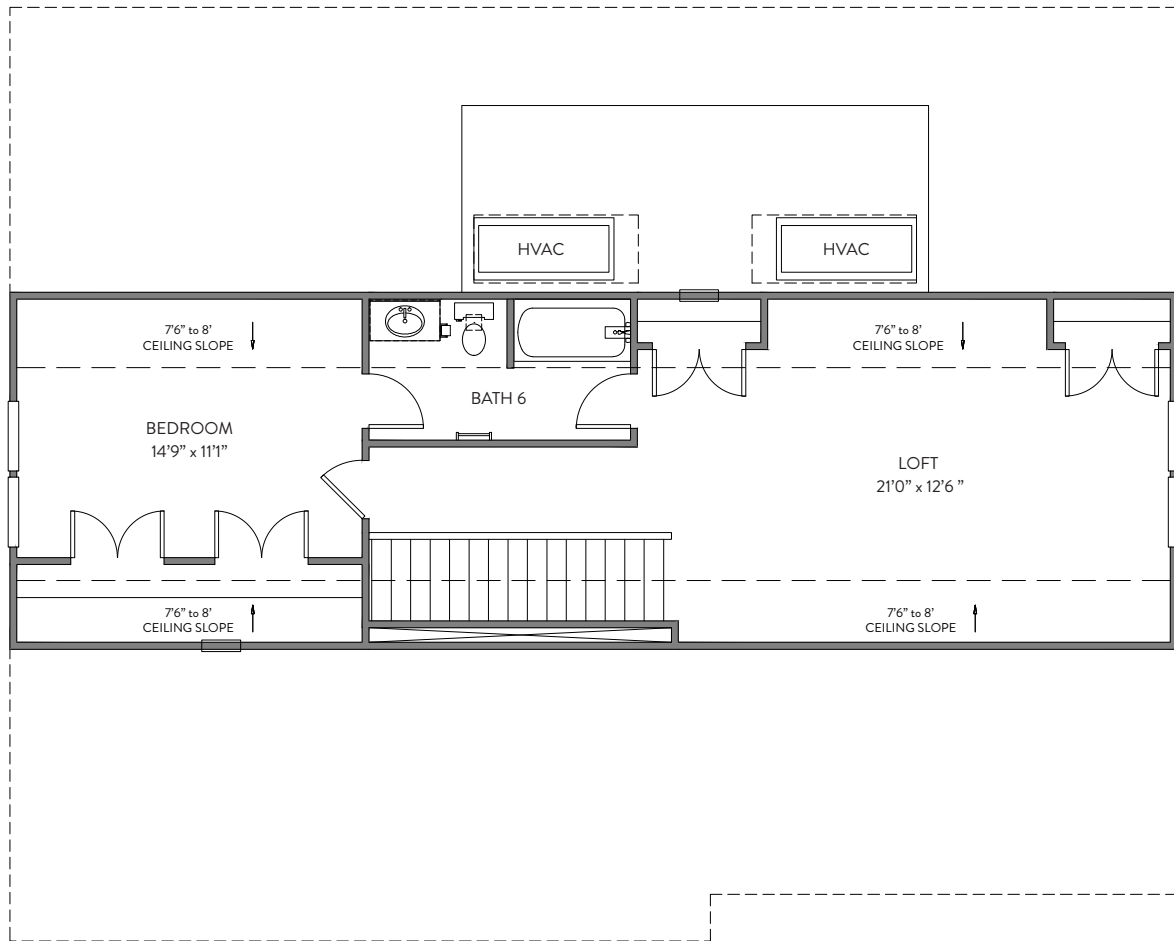 HVAC
HVAC
7'6” to 8'
CEILING SLOPE
7'6” to 8'
CEILING SLOPE
BATH 6
BEDROOM
14'9” x 11'1”
LOFT
21'0” x 12'6 ”
7'6” to 8'
CEILING SLOPE
7'6” to 8'
CEILING SLOPE